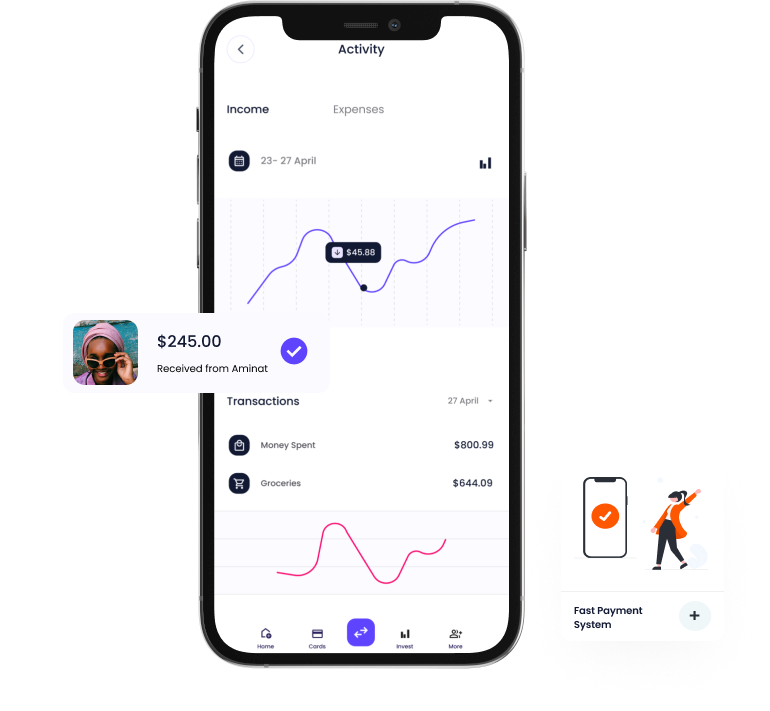 Activity
Income
Expenses
23- 27 April
$45.88
$245.00
Received from Aminat
Transactions
27 April
Money Spent
$800.99
Groceries
$644.09
Fast Payment
System
Home
Cards
Invest
More